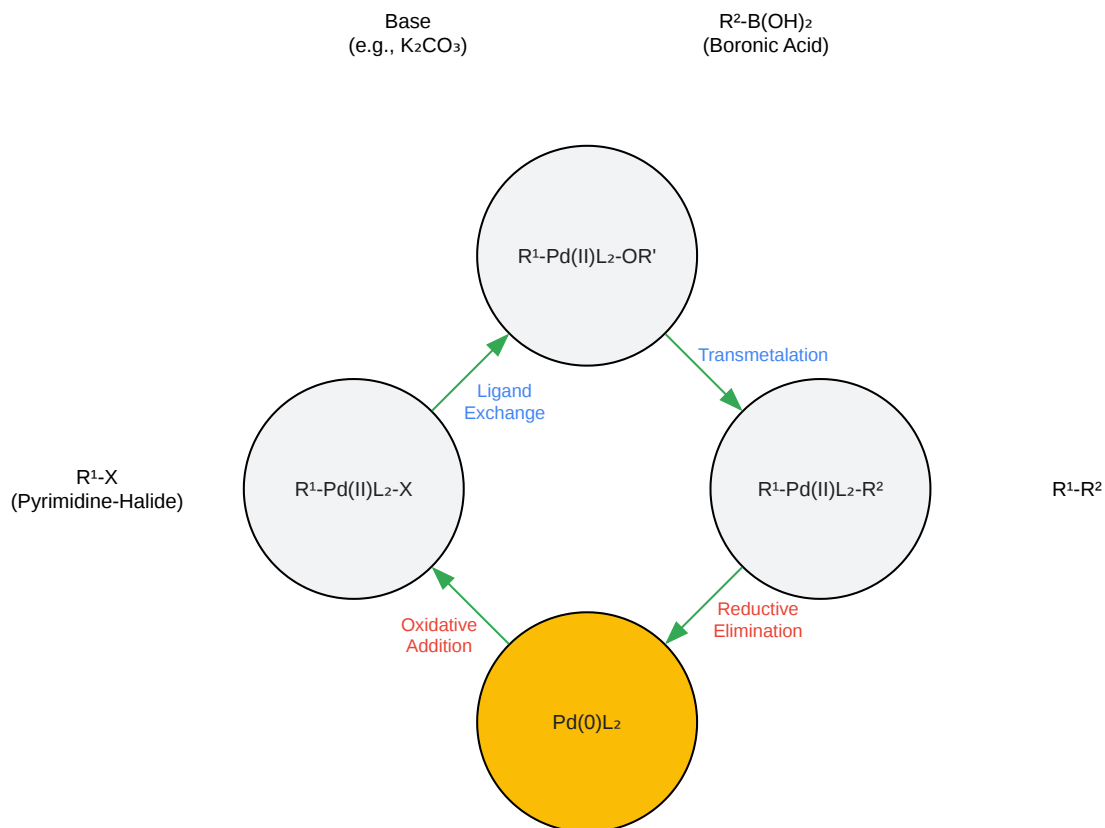 Base
(e.g., K₂CO₃)
R²-B(OH)₂
(Boronic Acid)
R¹-Pd(II)L₂-OR'
Transmetalation
Ligand
Exchange
R¹-X
(Pyrimidine-Halide)
R¹-Pd(II)L₂-X
R¹-Pd(II)L₂-R²
R¹-R²
Oxidative
Addition
Reductive
Elimination
Pd(0)L₂